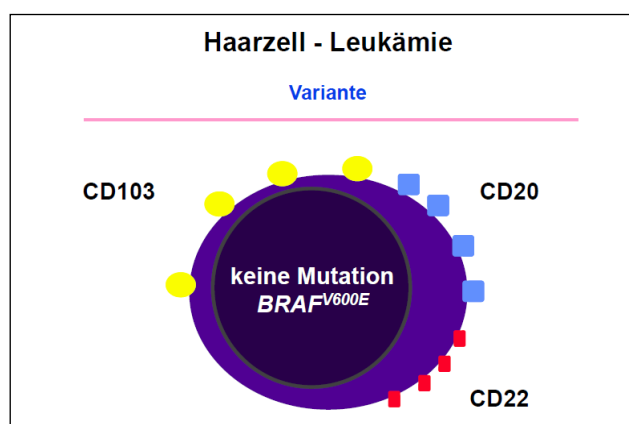 Haarzell - Leukämie
Variante
CD103
CD20
keine Mutation
BRAFV600E
CD22